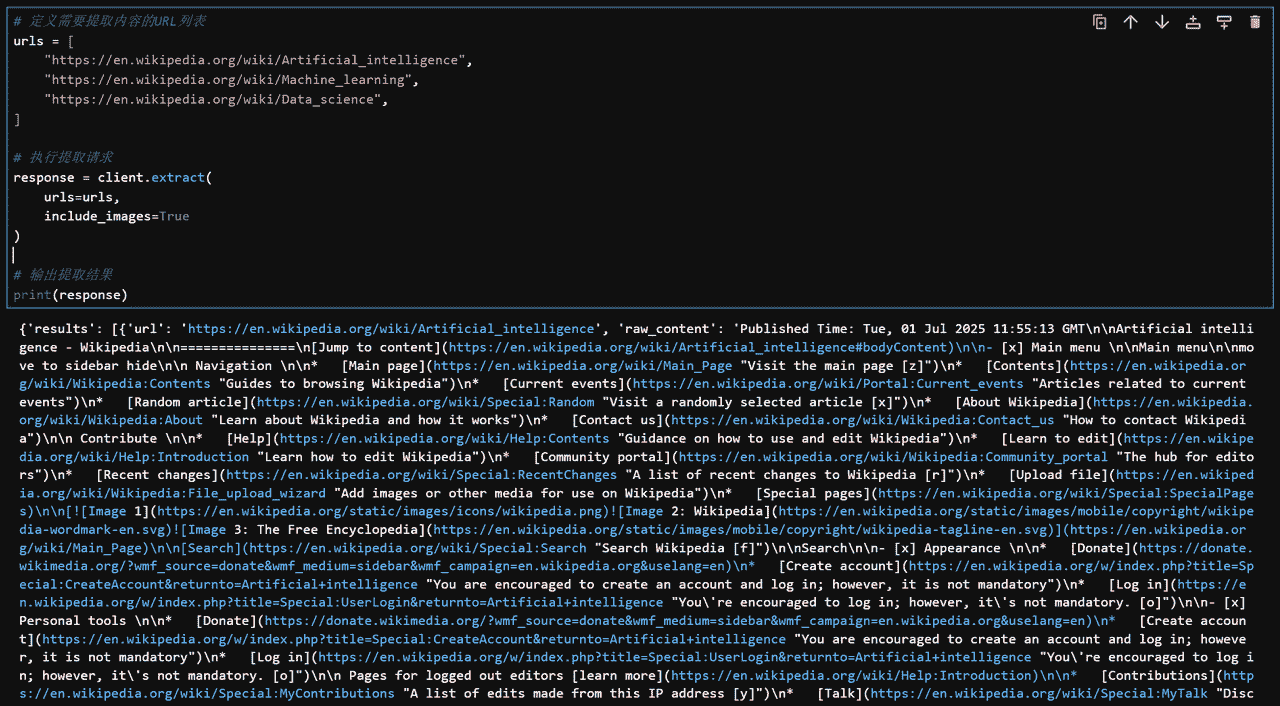 # 定义需要提取内容的URL列表
urls = [
    "https://en.wikipedia.org/wiki/Artificial_intelligence",
    "https://en.wikipedia.org/wiki/Machine_learning",
    "https://en.wikipedia.org/wiki/Data_science",
]
# 执行提取请求
response = client.extract(
    urls=urls,
    include_images=True
)
# 输出提取结果
print(response)
{'results': [{'url': 'https://en.wikipedia.org/wiki/Artificial_intelligence', 'raw_content': 'Published Time: Tue, 01 Jul 2025 11:55:13 GMT\n\nArtificial intelli
gence - Wikipedia\n\n===============\n[Jump to content](https://en.wikipedia.org/wiki/Artificial_intelligence#bodyContent)\n\n- [x] Main menu \n\nMain menu\n\nmo
ve to sidebar hide\n\n Navigation \n\n*   [Main page](https://en.wikipedia.org/wiki/Main_Page "Visit the main page [z]")\n*   [Contents](https://en.wikipedia.or
g/wiki/Wikipedia:Contents "Guides to browsing Wikipedia")\n*   [Current events](https://en.wikipedia.org/wiki/Portal:Current_events "Articles related to current
events")\n*   [Random article](https://en.wikipedia.org/wiki/Special:Random "Visit a randomly selected article [x]")\n*   [About Wikipedia](https://en.wikipedia.
org/wiki/Wikipedia:About "Learn about Wikipedia and how it works")\n*   [Contact us](https://en.wikipedia.org/wiki/Wikipedia:Contact_us "How to contact Wikipedi
a")\n\n Contribute \n\n*   [Help](https://en.wikipedia.org/wiki/Help:Contents "Guidance on how to use and edit Wikipedia")\n*   [Learn to edit](https://en.wikipe
dia.org/wiki/Help:Introduction "Learn how to edit Wikipedia")\n*   [Community portal](https://en.wikipedia.org/wiki/Wikipedia:Community_portal "The hub for edito
rs")\n*   [Recent changes](https://en.wikipedia.org/wiki/Special:RecentChanges "A list of recent changes to Wikipedia [r]")\n*   [Upload file](https://en.wikiped
ia.org/wiki/Wikipedia:File_upload_wizard "Add images or other media for use on Wikipedia")\n*   [Special pages](https://en.wikipedia.org/wiki/Special:SpecialPage
s)\n\n\n[![Image 1](https://en.wikipedia.org/static/images/icons/wikipedia.png)![Image 2: Wikipedia](https://en.wikipedia.org/static/images/mobile/copyright/wikipe
dia-wordmark-en.svg)![Image 3: The Free Encyclopedia](https://en.wikipedia.org/static/images/mobile/copyright/wikipedia-tagline-en.svg)](https://en.wikipedia.or
g/wiki/Main_Page)\n\n[Search](https://en.wikipedia.org/wiki/Special:Search "Search Wikipedia [f]")\n\nSearch\n\n- [x] Appearance \n\n*   [Donate](https://donate.
wikimedia.org/?wmf_source=donate&wmf_medium=sidebar&wmf_campaign=en.wikipedia.org&uselang=en)\n*   [Create account](https://en.wikipedia.org/w/index.php?title=Sp
ecial:CreateAccount&returnto=Artificial+intelligence "You are encouraged to create an account and log in; however, it is not mandatory")\n*   [Log in](https://e
n.wikipedia.org/w/index.php?title=Special:UserLogin&returnto=Artificial+intelligence "You\'re encouraged to log in; however, it\'s not mandatory. [o]")\n\n- [x]
Personal tools \n\n*   [Donate](https://donate.wikimedia.org/?wmf_source=donate&wmf_medium=sidebar&wmf_campaign=en.wikipedia.org&uselang=en)\n*   [Create accoun
t](https://en.wikipedia.org/w/index.php?title=Special:CreateAccount&returnto=Artificial+intelligence "You are encouraged to create an account and log in; howeve
r, it is not mandatory")\n*   [Log in](https://en.wikipedia.org/w/index.php?title=Special:UserLogin&returnto=Artificial+intelligence "You\'re encouraged to log i
n; however, it\'s not mandatory. [o]")\n\n Pages for logged out editors [learn more](https://en.wikipedia.org/wiki/Help:Introduction)\n\n*   [Contributions](http
s://en.wikipedia.org/wiki/Special:MyContributions "A list of edits made from this IP address [y]")\n*   [Talk](https://en.wikipedia.org/wiki/Special:MyTalk "Disc